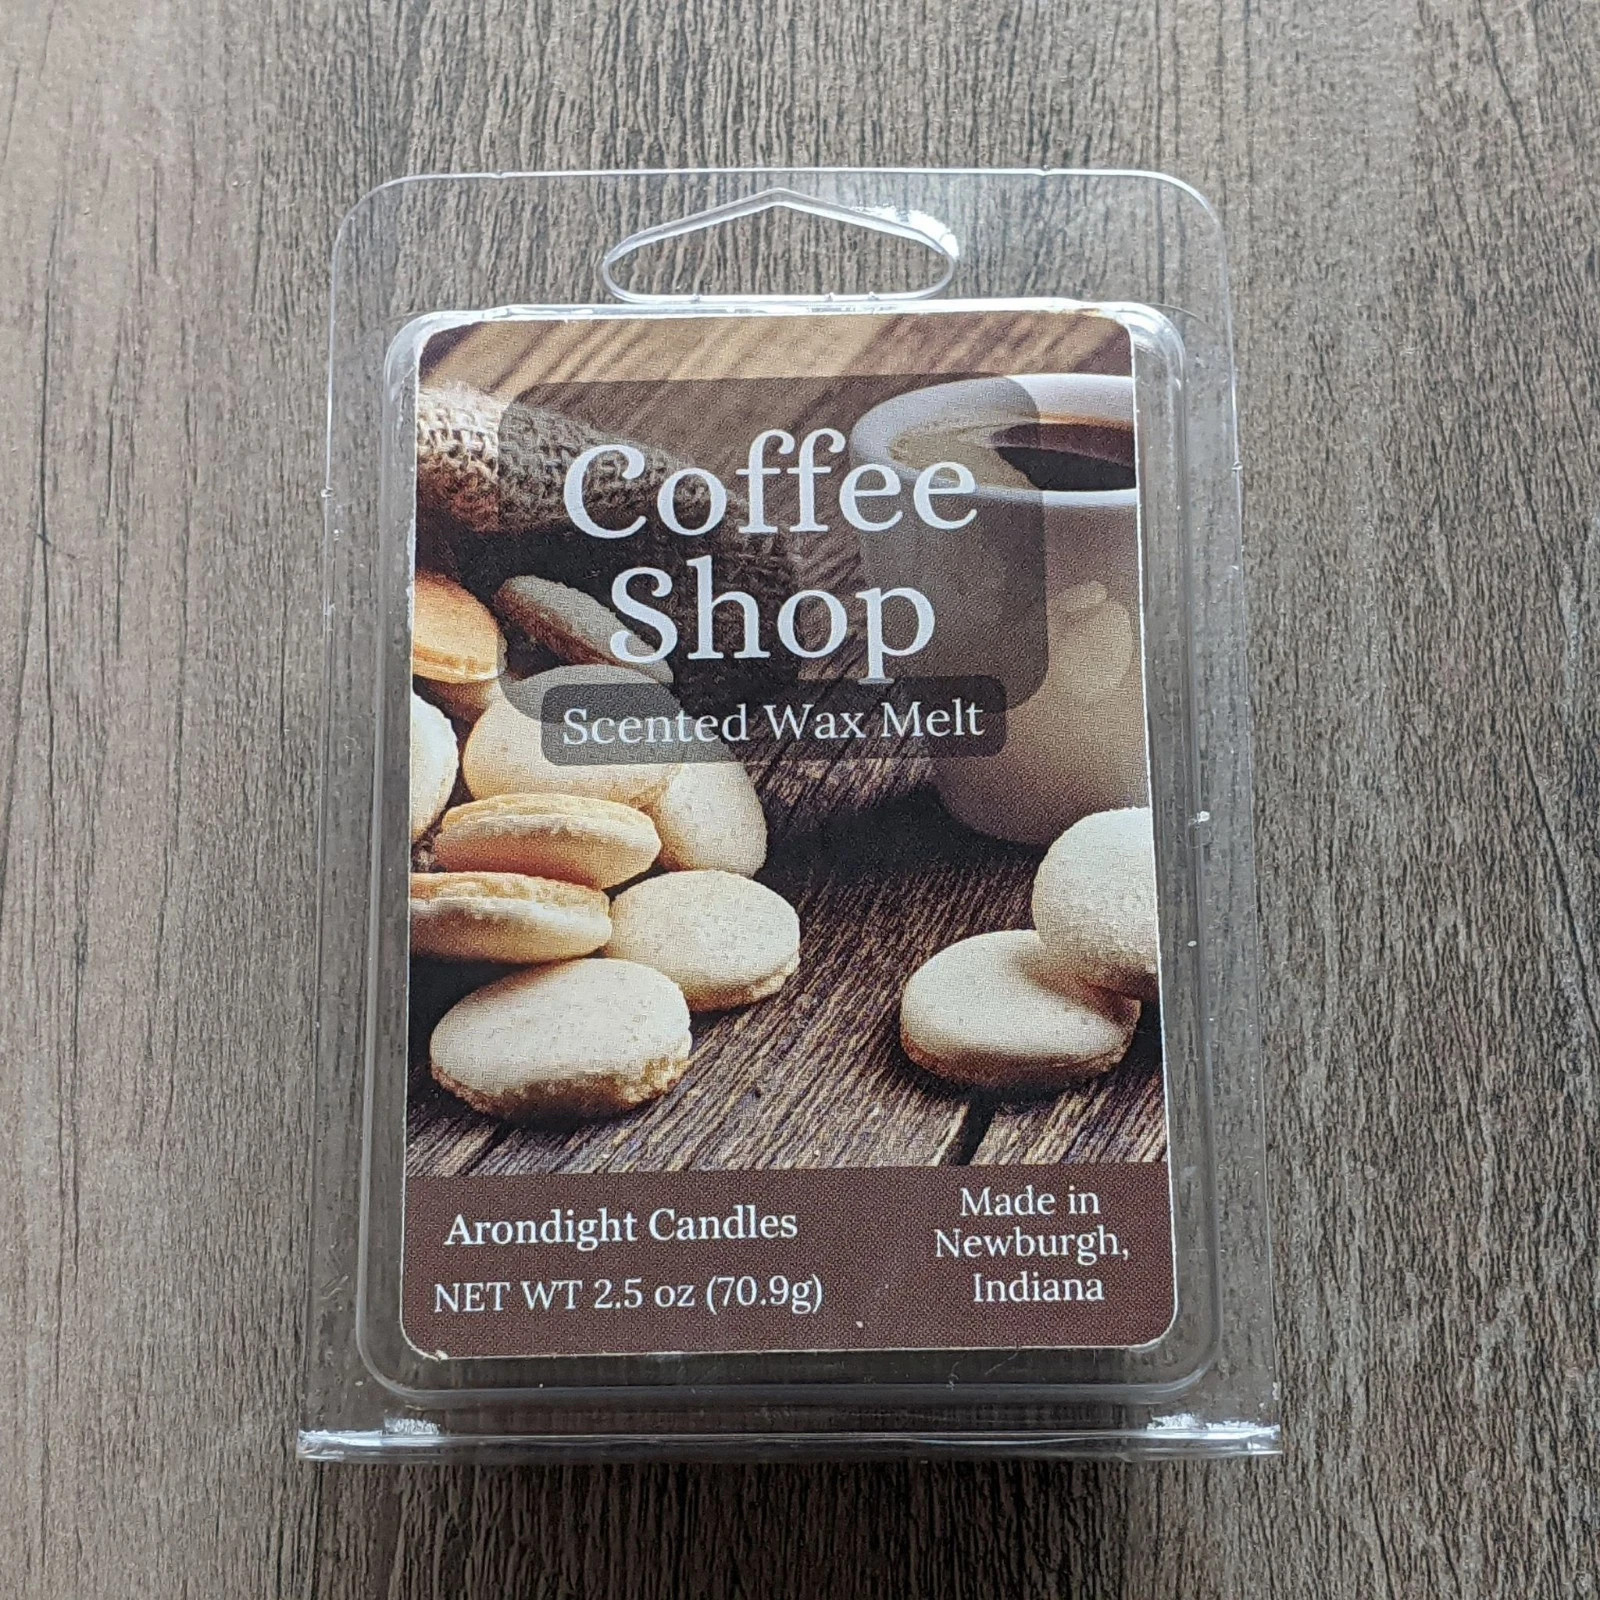 Coffee
Shop
Scented Wax Melt
Arondight Candles
NET WT 2.5 oz (70.9g)
Made in
Newburgh,
Indiana